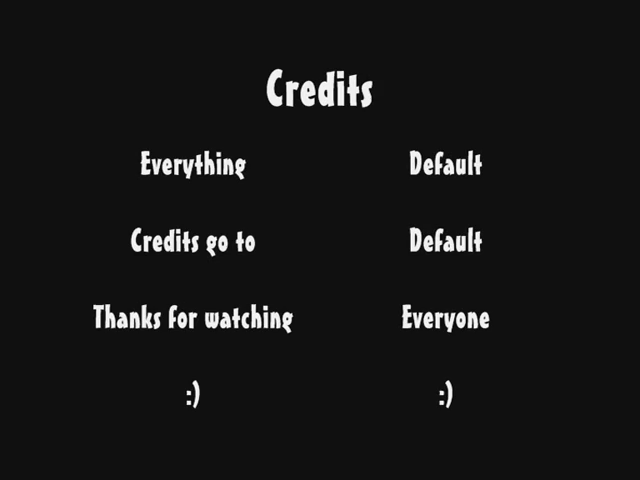 Credits
Everything Default
Credits go to Default
Thanks for watching Everyone
:) :)